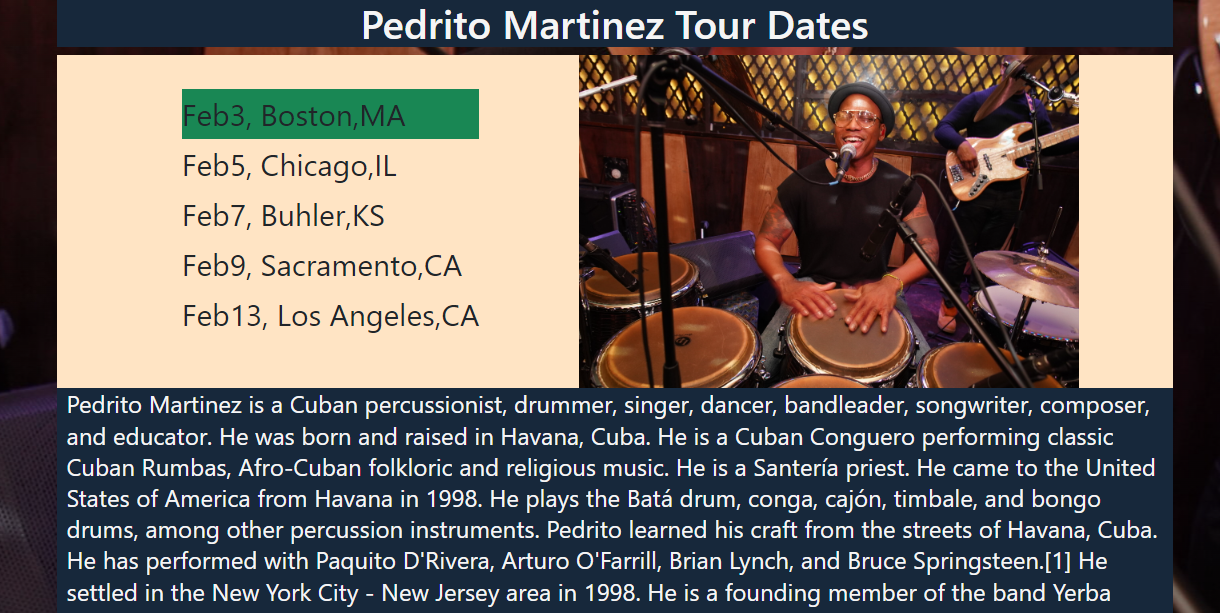 Pedrito Martinez Tour Dates
Feb3, Boston,MA
Feb5, Chicago,IL
Feb7, Buhler,KS
Feb9, Sacramento,CA
Feb13, Los Angeles,CA
Pedrito Martinez is a Cuban percussionist, drummer, singer, dancer, bandleader, songwriter, composer,
and educator. He was born and raised in Havana, Cuba. He is a Cuban Conguero performing classic
Cuban Rumbas, Afro-Cuban folkloric and religious music. He is a Santería priest. He came to the United
States of America from Havana in 1998. He plays the Batá drum, conga, cajón, timbale, and bongo
drums, among other percussion instruments. Pedrito learned his craft from the streets of Havana, Cuba.
He has performed with Paquito D'Rivera, Arturo O'Farrill, Brian Lynch, and Bruce Springsteen.[1] He
settled in the New York City - New Jersey area in 1998. He is a founding member of the band Yerba